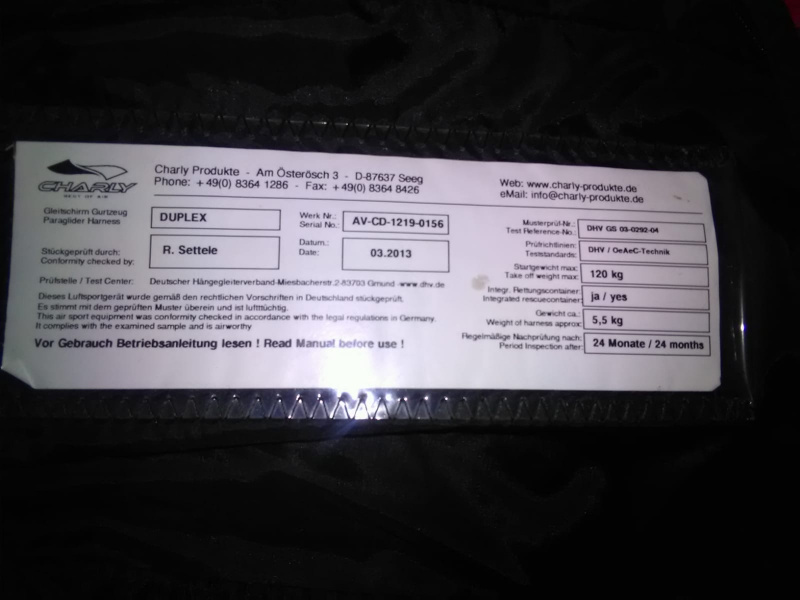 CHARLY
BEST OF AIR
Charly Produkte - Am Österösch 3 - D-87637 Seeg
Phone: +49(0) 8364 1286 - Fax: +49(0) 8364 8426
Web: www.charly-produkte.de
eMail: info@charly-produkte.de
Gleitschirm Gurtzeug
Paraglider Harness
DUPLEX
Werk Nr.:
Serial No.:
AV-CD-1219-0156
Stückgeprüft durch:
Conformity checked by:
R. Settele
Datum.:
Date:
03.2013
Prüfstelle / Test Center: Deutscher Hängegleiterverband-Miesbacherstr.2-83703 Gmund -www.dhv.de
Dieses Luftsportgerät wurde gemäß den rechtlichen Vorschriften in Deutschland stückgeprüft.
Es stimmt mit dem geprüften Muster überein und ist lufttüchtig.
This air sport equipment was conformity checked in accordance with the legal regulations in Germany.
It complies with the examined sample and is airworthy
Vor Gebrauch Betriebsanleitung lesen ! Read Manual before use !
Musterprüf-Nr.:
Test Reference-No.:
DHV GS 03-0292-04
Prüfrichtlinien:
Teststandards:
DHV / OeAeC-Technik
Startgewicht max:
Take off weight max:
120 kg
Integr. Rettungscontainer:
Integrated rescuecontainer:
ja / yes
Gewicht ca.:
Weight of harness approx:
5,5 kg
Regelmäßige Nachprüfung nach:
Period Inspection after:
24 Monate / 24 months